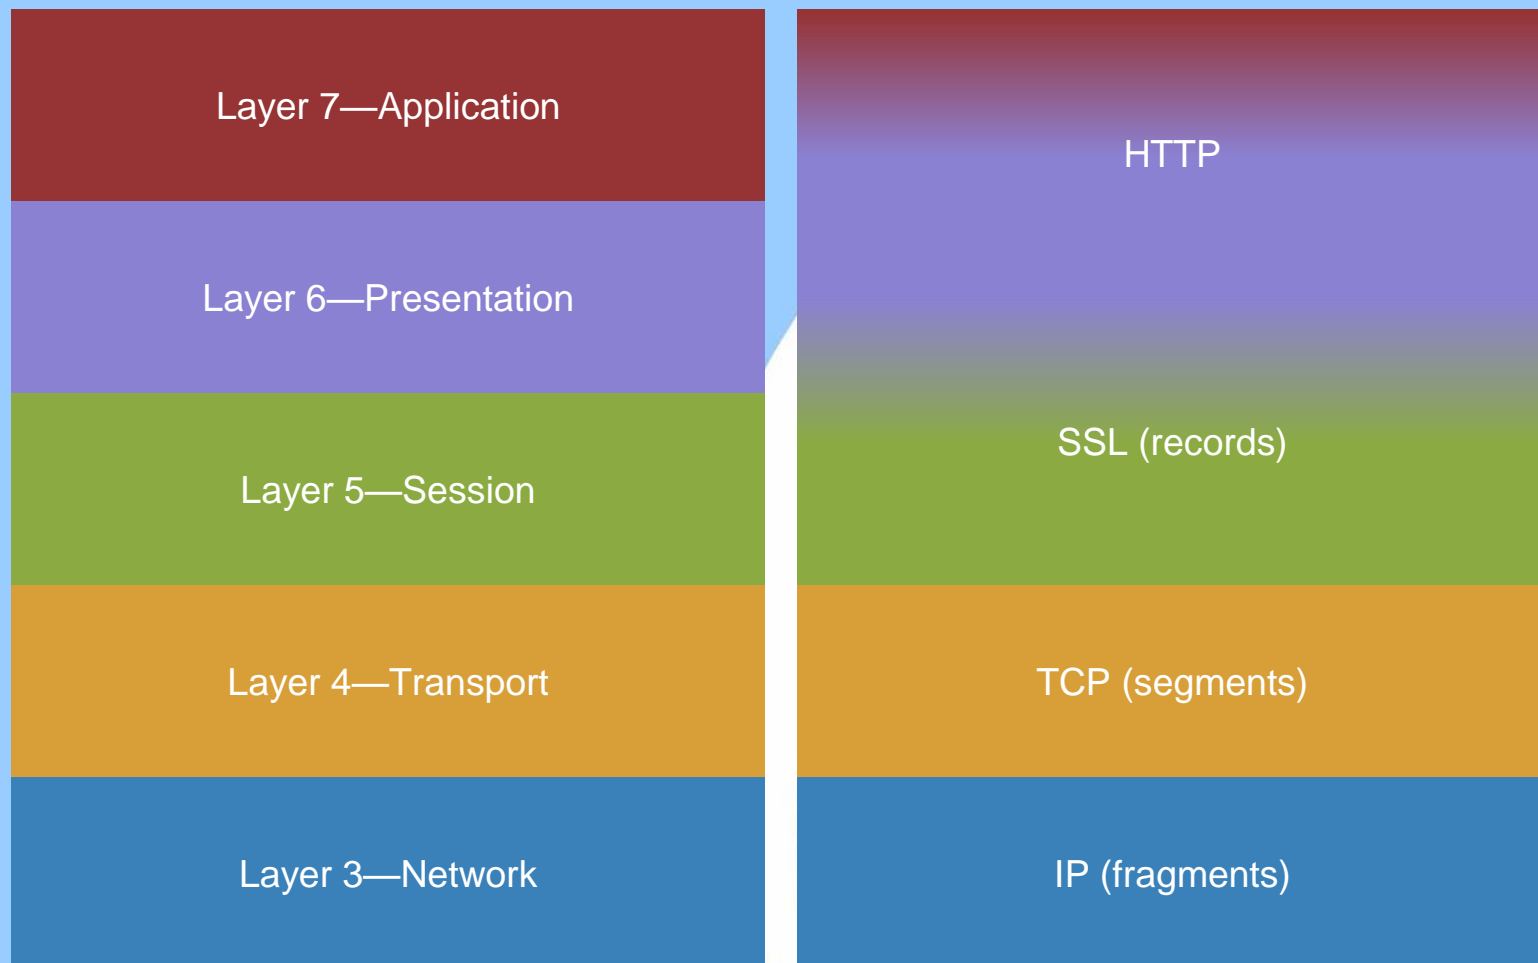 Layer 7—Application
Layer 6—Presentation
Layer 5—Session
Layer 4—Transport
Layer 3—Network
HTTP
SSL (records)
TCP (segments)
IP (fragments)